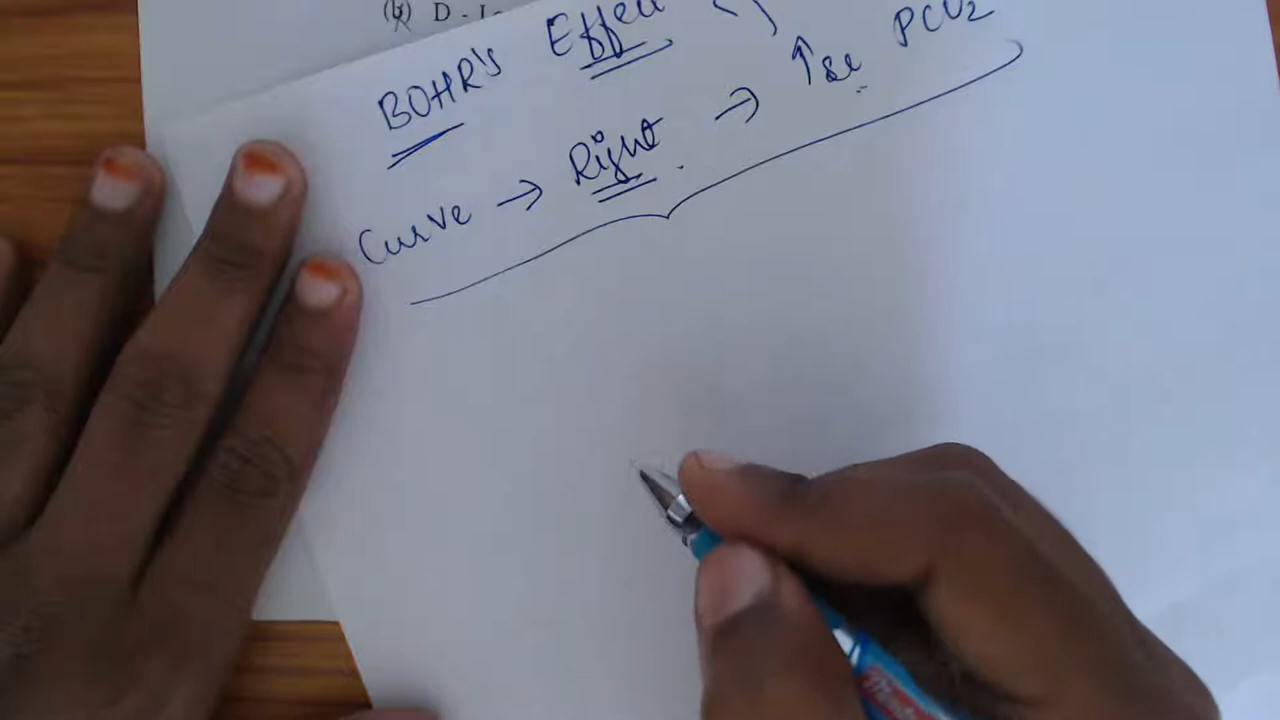 (b) D - I
BOHR'S Effect
Curve → Right → ↑se PCO2